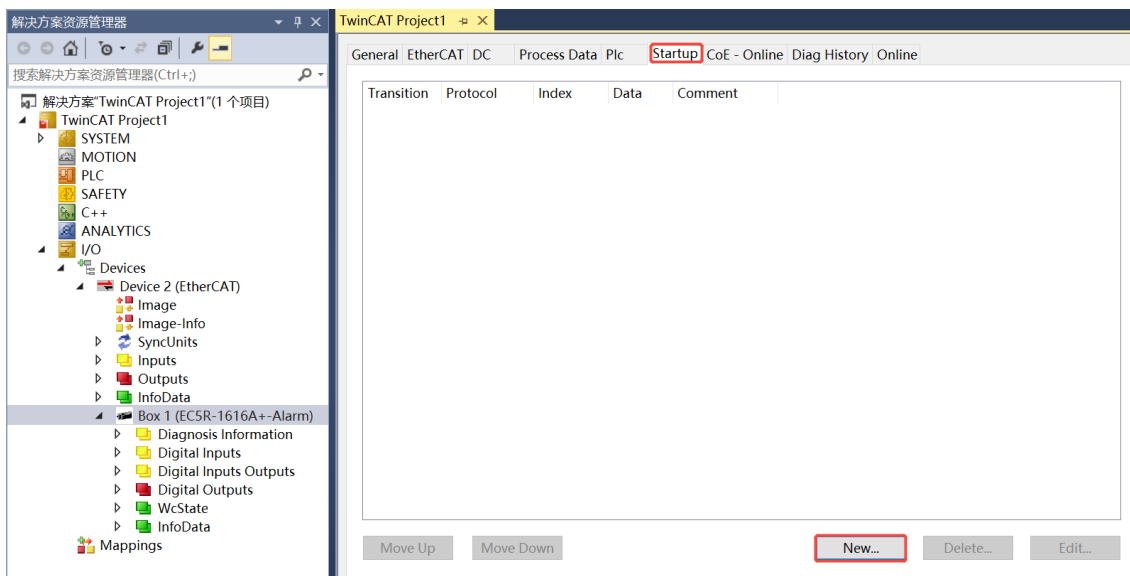 解决方案资源管理器
搜索解决方案资源管理器(Ctrl+;)
解决方案"TwinCAT Project1"(1 个项目)
TwinCAT Project1
SYSTEM
MOTION
PLC
SAFETY
C++
ANALYTICS
I/O
Devices
Device 2 (EtherCAT)
Image
Image-Info
SyncUnits
Inputs
Outputs
InfoData
Box 1 (EC5R-1616A+-Alarm)
Diagnosis Information
Digital Inputs
Digital Inputs Outputs
Digital Outputs
WcState
InfoData
Mappings
TwinCAT Project1
General EtherCAT DC Process Data Plc Startup CoE - Online Diag History Online
Transition Protocol Index Data Comment
Move Up Move Down New... Delete... Edit...